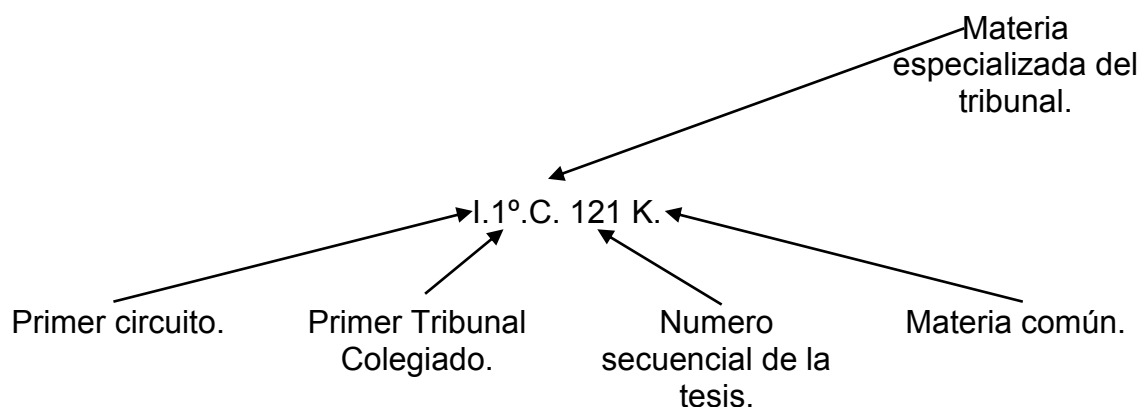 Materia
especializada del
tribunal.
I.1º.C. 121 K.
Primer circuito.
Primer Tribunal
Colegiado.
Numero
secuencial de la
tesis.
Materia común.